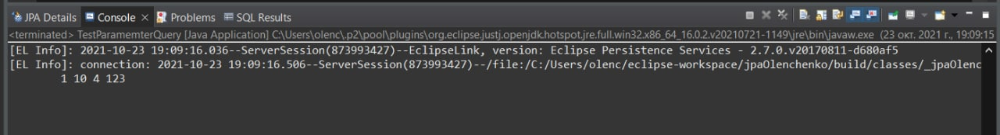 JPA Details Console Problems SQL Results
<terminated> TestParamemterQuery [Java Application] C:\Users\olenc\.p2\pool\plugins\org.eclipse.justj.openjdk.hotspot.jre.full.win32.x86_64_16.0.2.v20210721-1149\jre\bin\javaw.exe (23 окт. 2021 г., 19:09:15
[EL Info]: 2021-10-23 19:09:16.036--ServerSession(873993427)--EclipseLink, version: Eclipse Persistence Services - 2.7.0.v20170811-d680af5
[EL Info]: connection: 2021-10-23 19:09:16.506--ServerSession(873993427)--/file:/C:/Users/olenc/eclipse-workspace/jpaOlenchenko/build/classes/_jpaOlenc
1 10 4 123